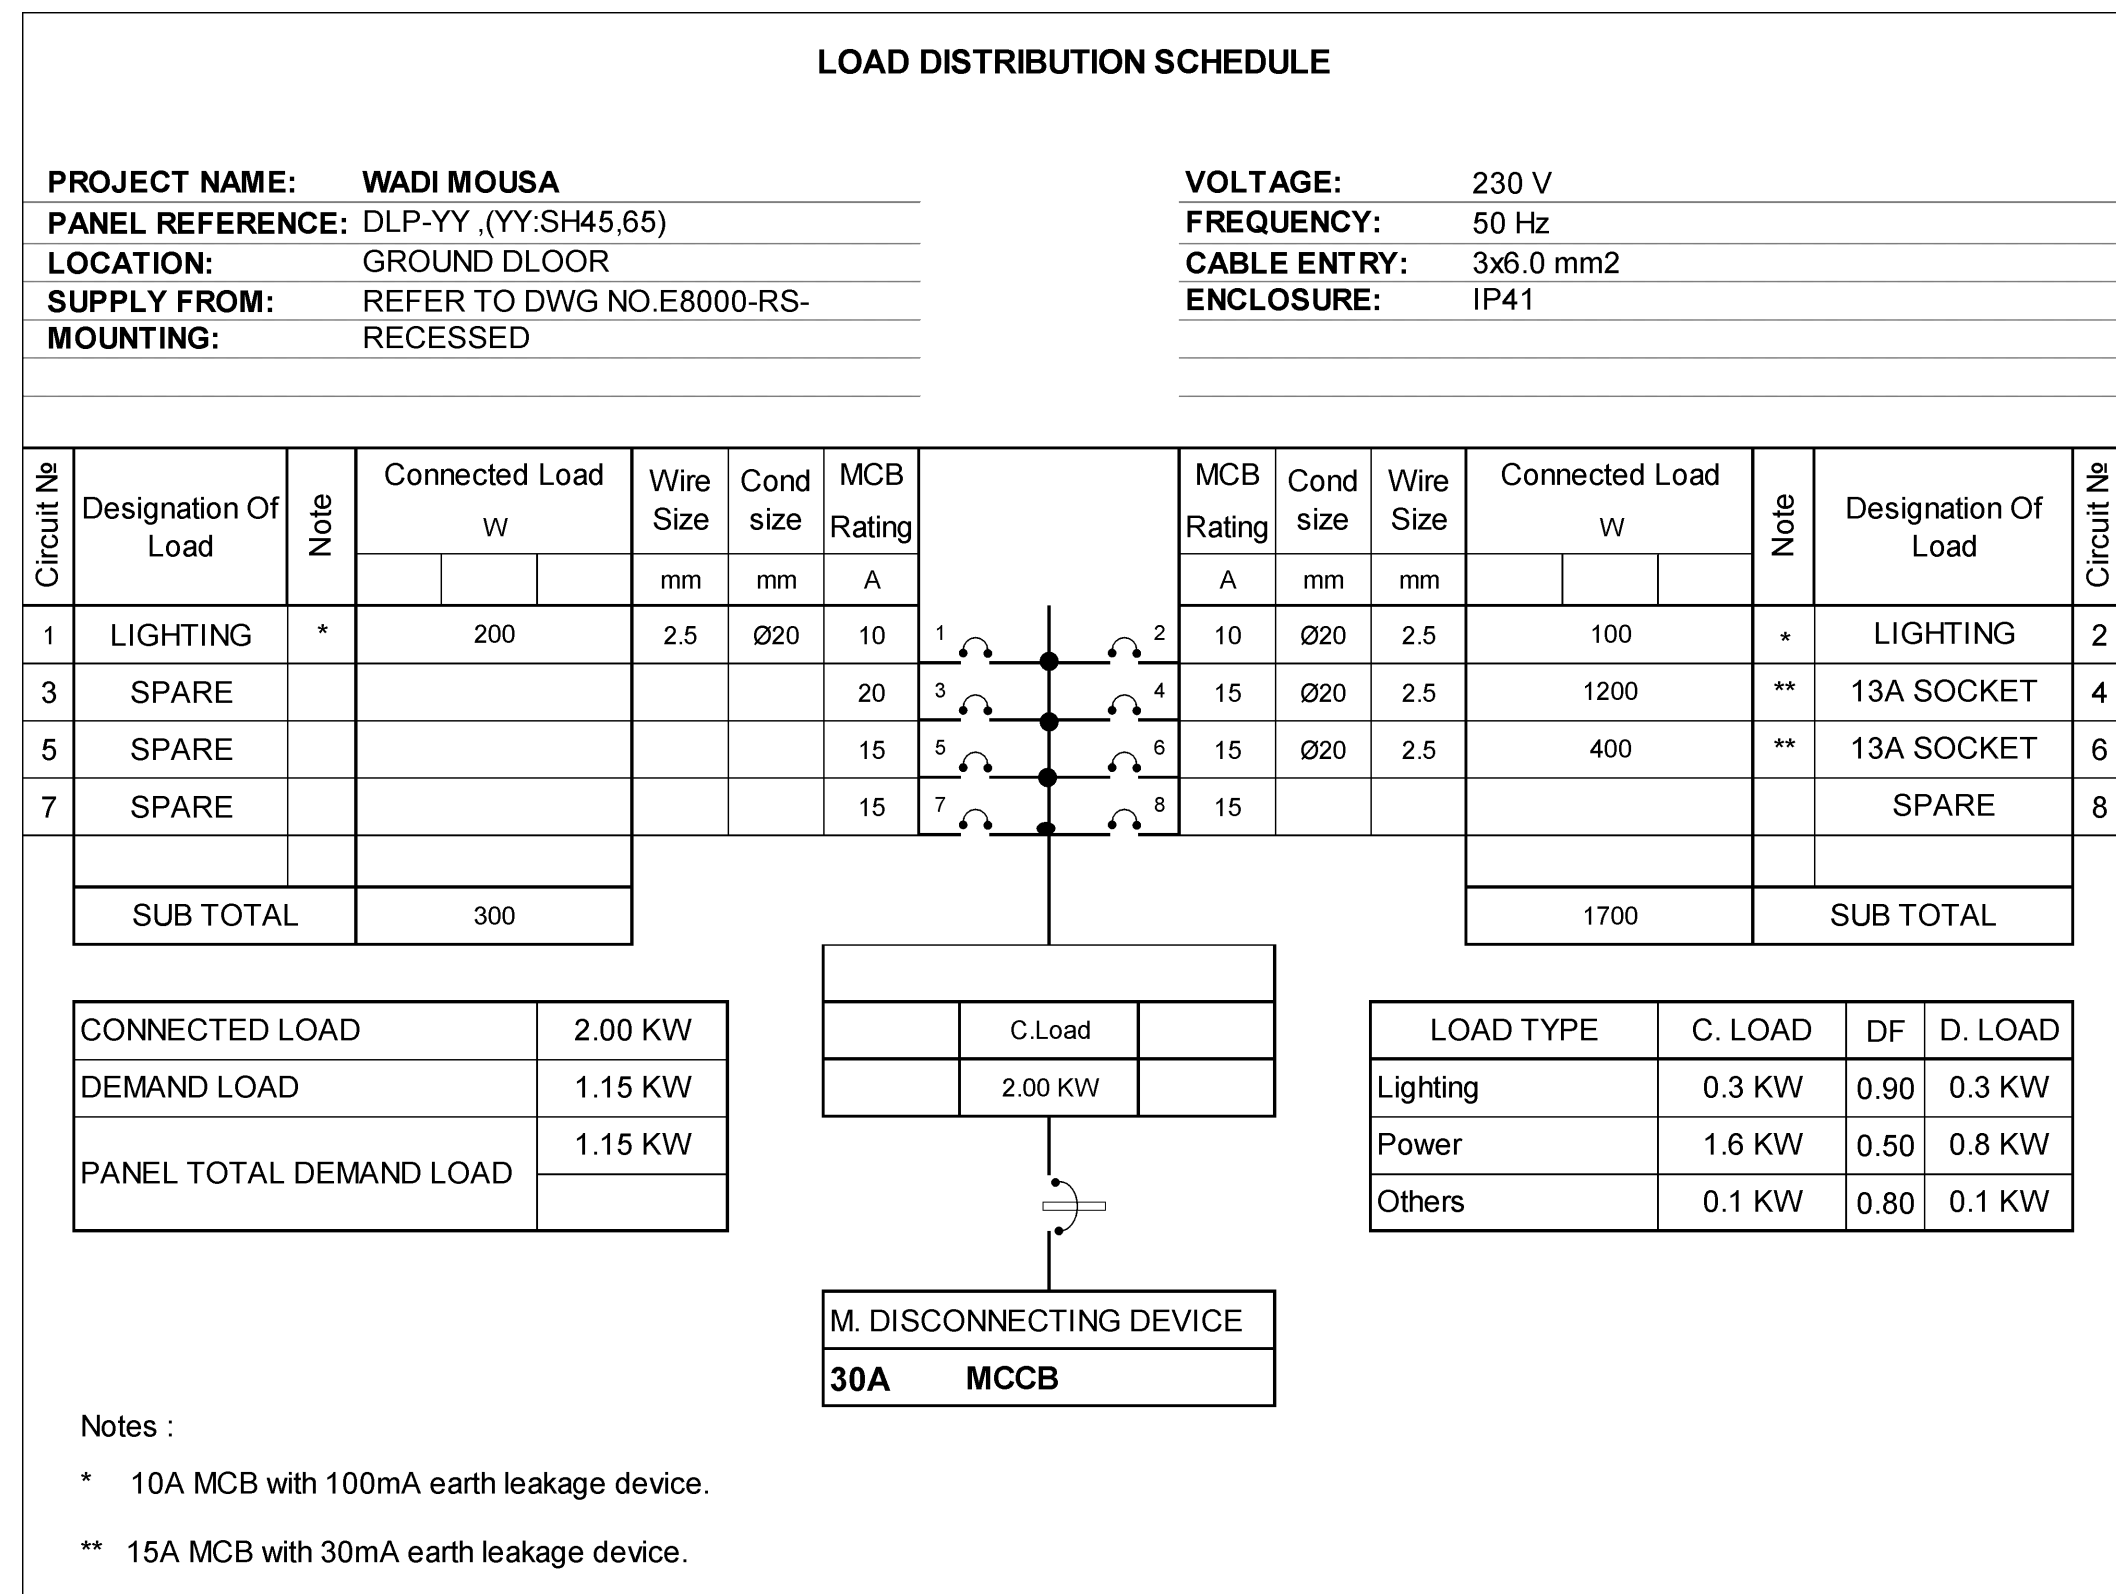 LOAD DISTRIBUTION SCHEDULE
PROJECT NAME: WADI MOUSA
PANEL REFERENCE: DLP-YY ,(YY:SH45,65)
LOCATION: GROUND DLOOR
SUPPLY FROM: REFER TO DWG NO.E8000-RS-
MOUNTING: RECESSED
VOLTAGE: 230 V
FREQUENCY: 50 Hz
CABLE ENTRY: 3x6.0 mm2
ENCLOSURE: IP41
Circuit № Designation Of Load Note Connected Load W Wire Size mm Cond size mm MCB Rating A MCB Rating A Cond size mm Wire Size mm Connected Load W Note Designation Of Load Circuit №
1 LIGHTING * 200 2.5 Ø20 10 1 2 10 Ø20 2.5 100 * LIGHTING 2
3 SPARE 20 3 4 15 Ø20 2.5 1200 ** 13A SOCKET 4
5 SPARE 15 5 6 15 Ø20 2.5 400 ** 13A SOCKET 6
7 SPARE 15 7 8 15 SPARE 8
SUB TOTAL 300 1700 SUB TOTAL
CONNECTED LOAD 2.00 KW
DEMAND LOAD 1.15 KW
PANEL TOTAL DEMAND LOAD 1.15 KW
C.Load
2.00 KW
LOAD TYPE C. LOAD DF D. LOAD
Lighting 0.3 KW 0.90 0.3 KW
Power 1.6 KW 0.50 0.8 KW
Others 0.1 KW 0.80 0.1 KW
M. DISCONNECTING DEVICE
30A MCCB
Notes :
* 10A MCB with 100mA earth leakage device.
** 15A MCB with 30mA earth leakage device.